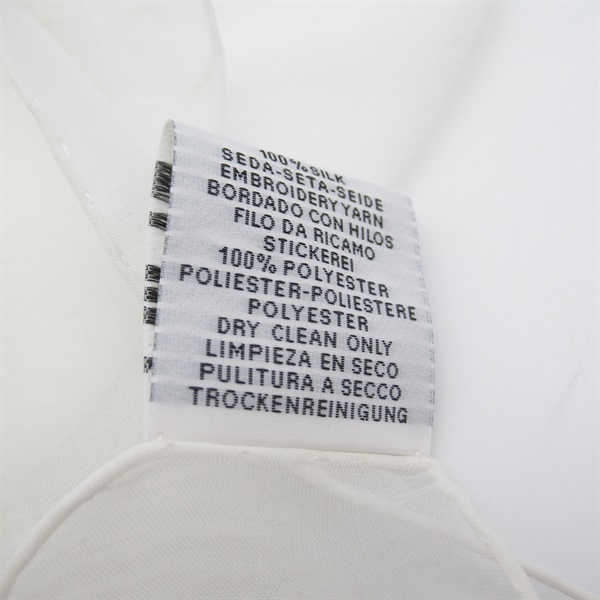 100% SILK
SEDA-SETA-SEIDE
EMBROIDERY YARN
BORDADO CON HILOS
FILO DA RICAMO
STICKEREI
100% POLYESTER
POLIESTER-POLIESTERE
POLYESTER
DRY CLEAN ONLY
LIMPIEZA EN SECO
PULITURA A SECCO
TROCKENREINIGUNG